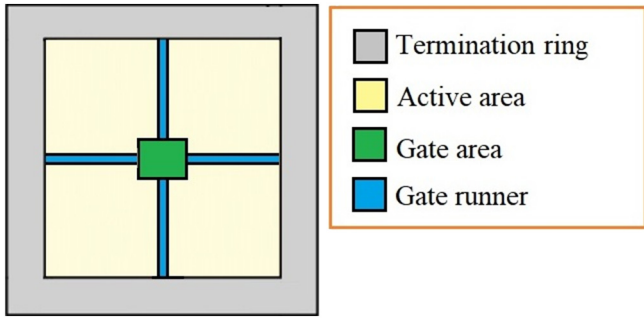 Termination ring
Active area
Gate area
Gate runner